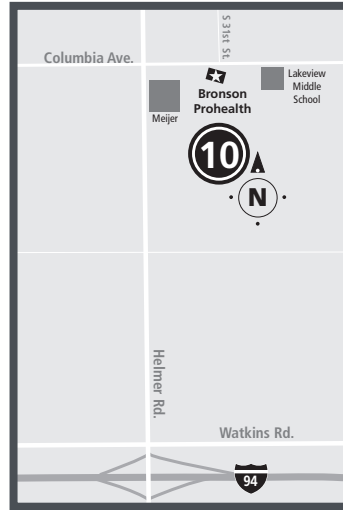 S 31st St.
Columbia Ave.
Lakeview
Middle
School
Bronson
Prohealth
Meijer
10
N
Helmer Rd.
Watkins Rd.
94